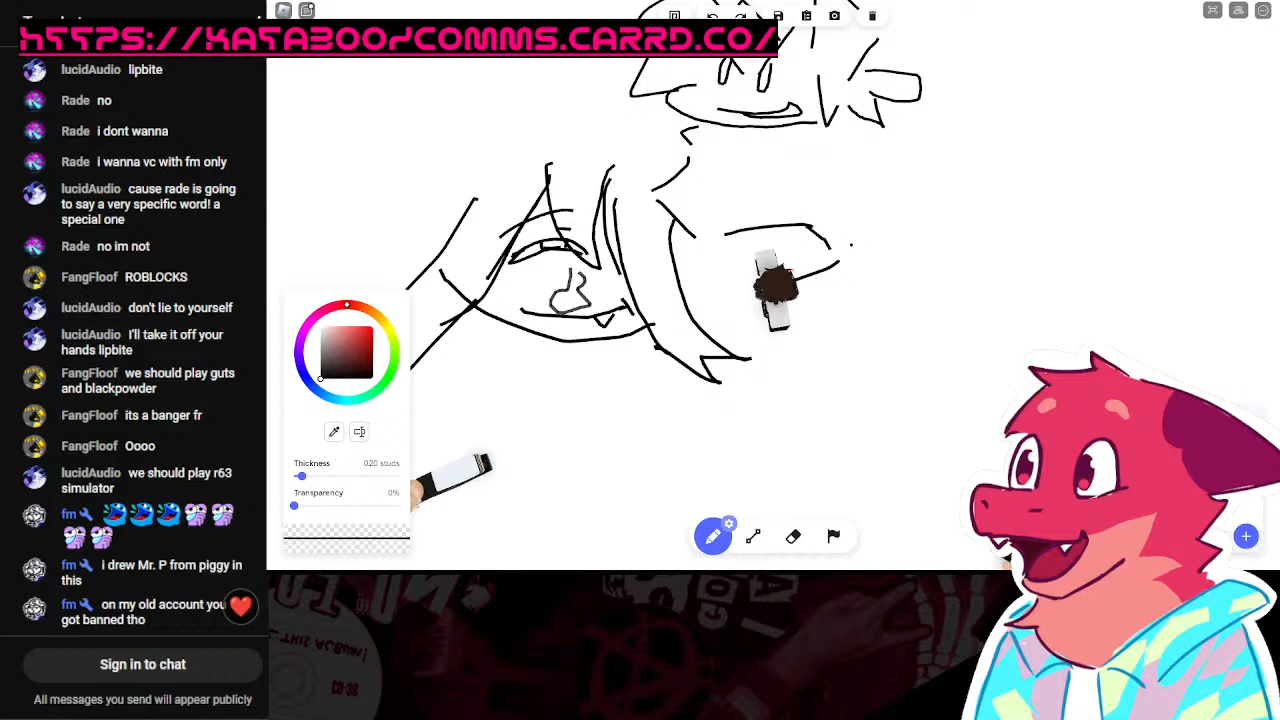 HTTPS://KATABOODCOMMS.CARRD.CO/
lucidAudio lipbite
Rade no
Rade i dont wanna
Rade i wanna vc with fm only
lucidAudio cause rade is going
to say a very specific word! a
special one
Rade no im not
FangFloof ROBLOCKS
lucidAudio don't lie to yourself
lucidAudio I'll take it off your
hands lipbite
FangFloof we should play guts
and blackpowder
FangFloof its a banger fr
FangFloof Oooo
lucidAudio we should play r63
simulator
fm
fm i drew Mr. P from piggy in
this
fm on my old account you
got banned tho
Sign in to chat
All messages you send will appear publicly
Thickness 0.20 studs
Transparency 0%